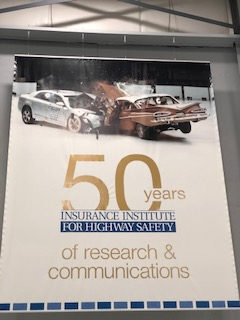 50 years
INSURANCE INSTITUTE
FOR HIGHWAY SAFETY
of research &
communications